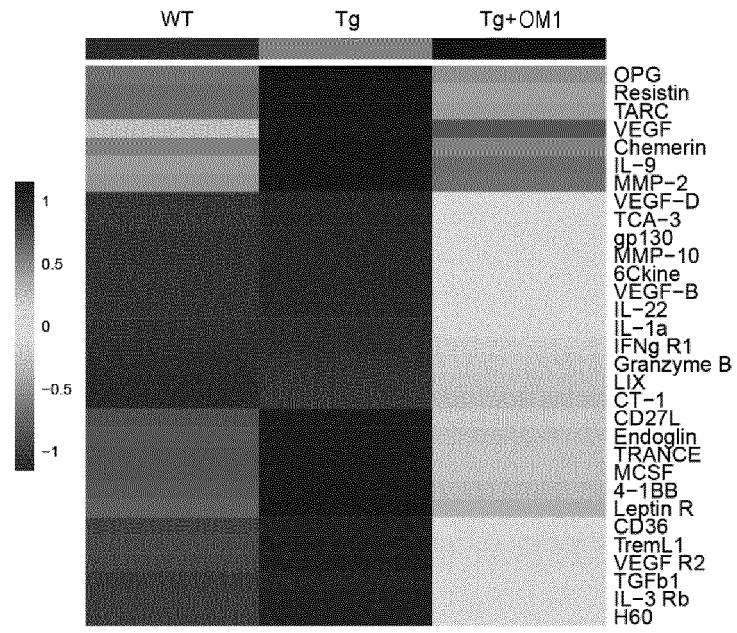 WT Tg Tg+OM1
OPG
Resistin
TARC
VEGF
Chemerin
IL-9
MMP-2
VEGF-D
TCA-3
gp130
MMP-10
6Ckine
VEGF-B
IL-22
IL-1a
IFNg R1
Granzyme B
LIX
CT-1
CD27L
Endoglin
TRANCE
MCSF
4-1BB
Leptin R
CD36
TremL1
VEGF R2
TGFb1
IL-3 Rb
H60
1
0.5
0
-0.5
-1